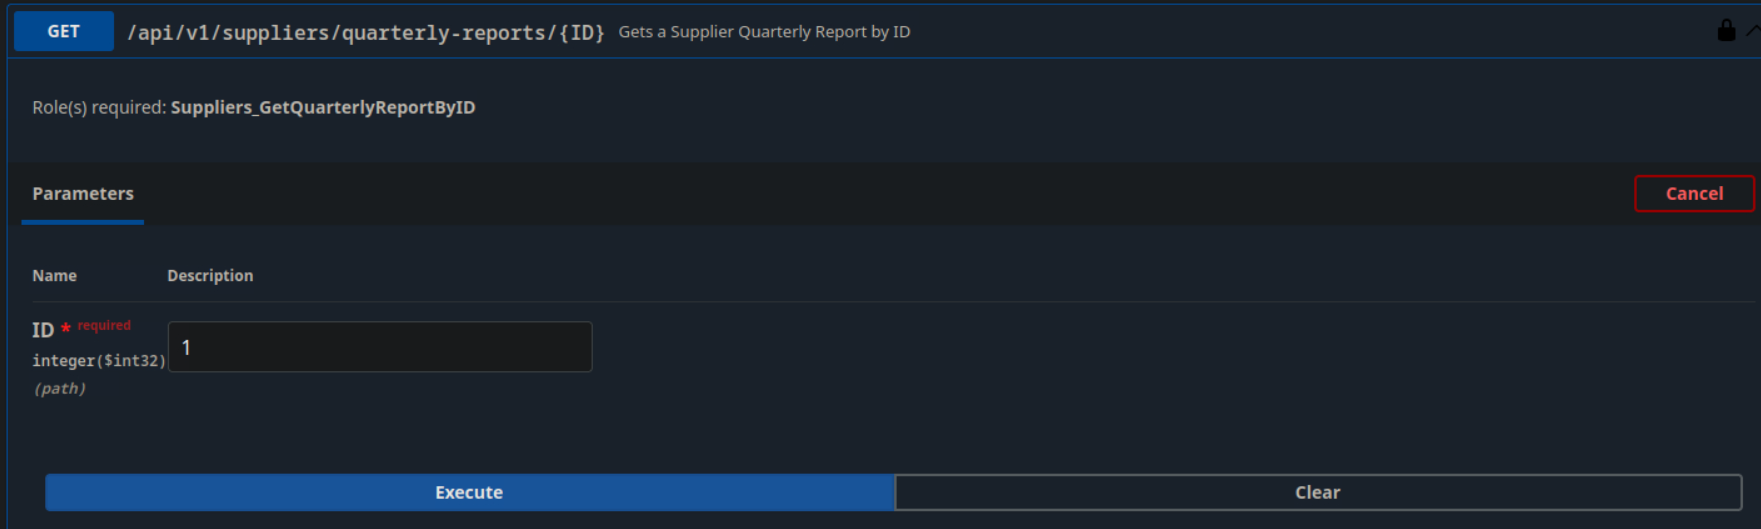 GET /api/v1/suppliers/quarterly-reports/{ID} Gets a Supplier Quarterly Report by ID
Role(s) required: Suppliers_GetQuarterlyReportByID
Parameters
Cancel
Name Description
ID * required
integer($int32)
(path)
1
Execute
Clear